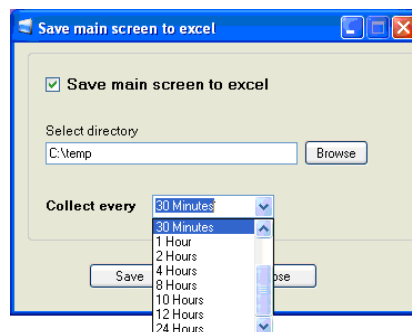 Save main screen to excel
Save main screen to excel
Select directory
C:\temp
Browse
Collect every
30 Minutes
30 Minutes
1 Hour
2 Hours
4 Hours
8 Hours
10 Hours
12 Hours
24 Hours
Save